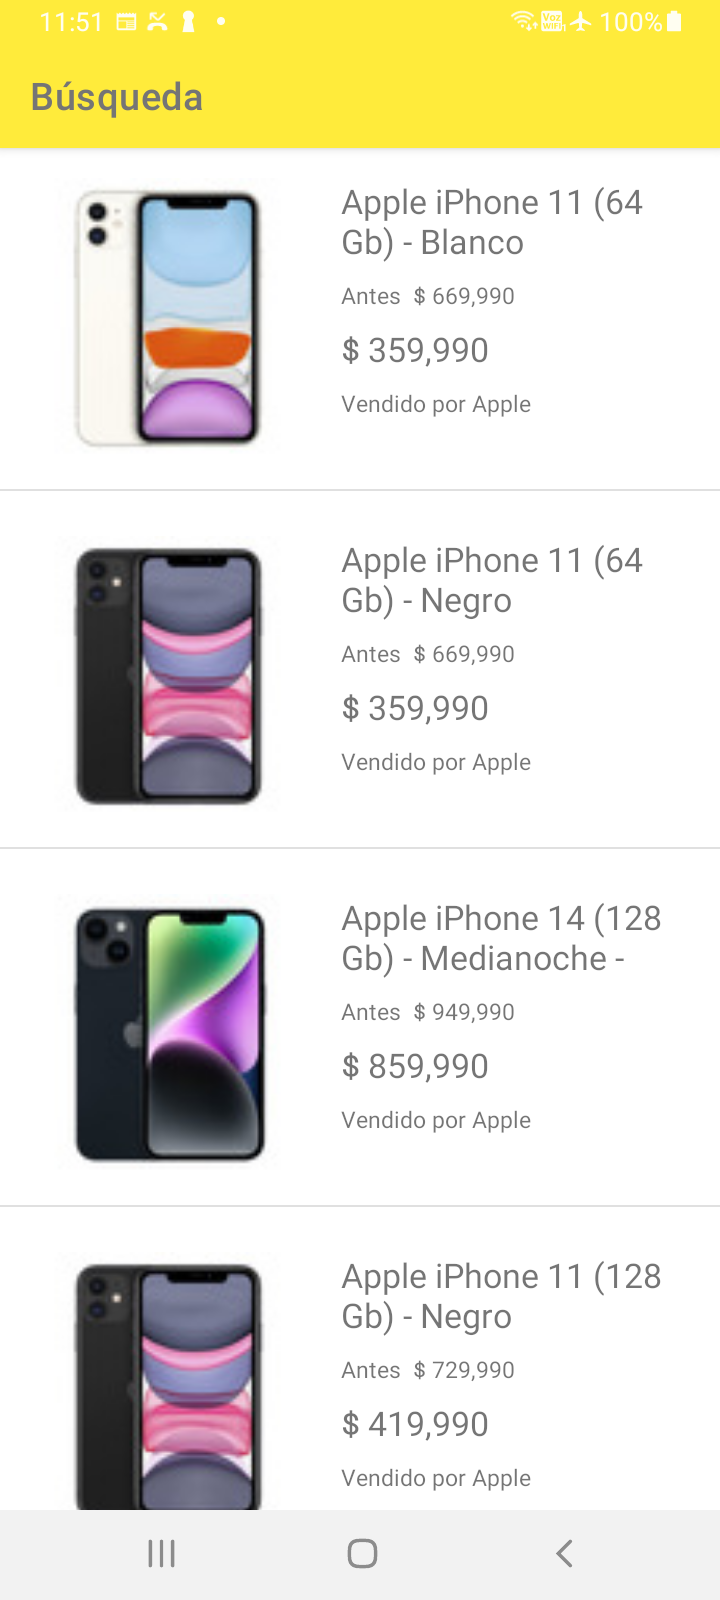 11:51
100%
Búsqueda
Apple iPhone 11 (64
Gb) - Blanco
Antes $ 669,990
$ 359,990
Vendido por Apple
Apple iPhone 11 (64
Gb) - Negro
Antes $ 669,990
$ 359,990
Vendido por Apple
Apple iPhone 14 (128
Gb) - Medianoche -
Antes $ 949,990
$ 859,990
Vendido por Apple
Apple iPhone 11 (128
Gb) - Negro
Antes $ 729,990
$ 419,990
Vendido por Apple